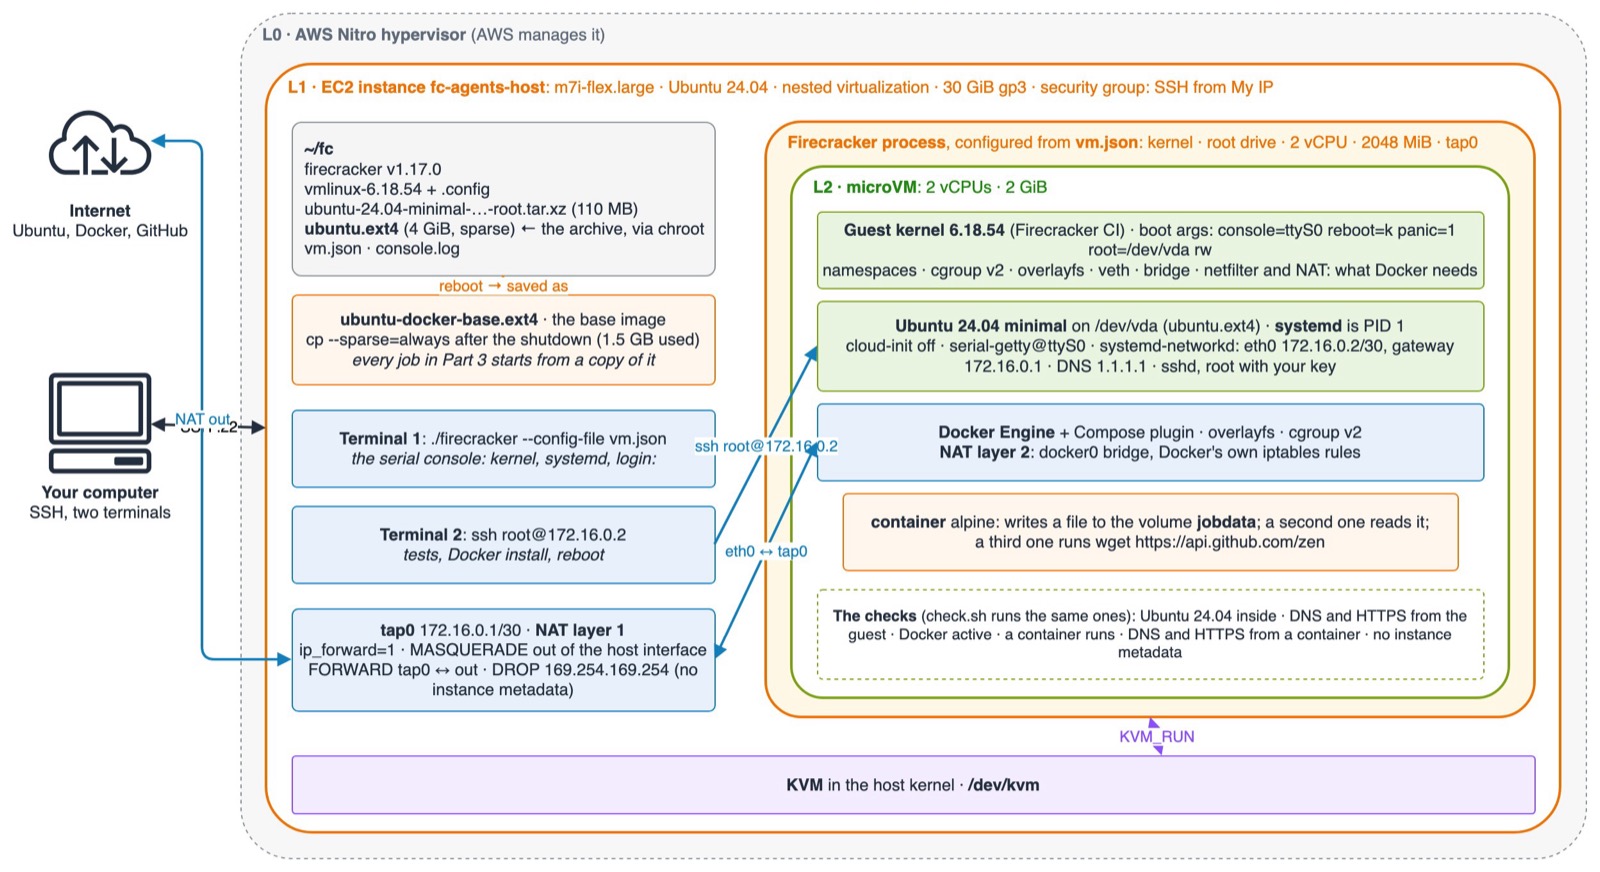 L0 · AWS Nitro hypervisor (AWS manages it)
L1 · EC2 instance fc-agents-host: m7i-flex.large · Ubuntu 24.04 · nested virtualization · 30 GiB gp3 · security group: SSH from My IP
Internet
Ubuntu, Docker, GitHub
NAT out
Your computer
SSH, two terminals
~/fc
firecracker v1.17.0
vmlinux-6.18.54 + .config
ubuntu-24.04-minimal-…-root.tar.xz (110 MB)
ubuntu.ext4 (4 GiB, sparse) ← the archive, via chroot
vm.json · console.log
reboot → saved as
ubuntu-docker-base.ext4 · the base image
cp --sparse=always after the shutdown (1.5 GB used)
every job in Part 3 starts from a copy of it
Terminal 1: ./firecracker --config-file vm.json
the serial console: kernel, systemd, login:
Terminal 2: ssh root@172.16.0.2
tests, Docker install, reboot
tap0 172.16.0.1/30 · NAT layer 1
ip_forward=1 · MASQUERADE out of the host interface
FORWARD tap0 ↔ out · DROP 169.254.169.254 (no
instance metadata)
ssh root@172.16.0.2
eth0 ↔ tap0
Firecracker process, configured from vm.json: kernel · root drive · 2 vCPU · 2048 MiB · tap0
L2 · microVM: 2 vCPUs · 2 GiB
Guest kernel 6.18.54 (Firecracker CI) · boot args: console=ttyS0 reboot=k panic=1
root=/dev/vda rw
namespaces · cgroup v2 · overlayfs · veth · bridge · netfilter and NAT: what Docker needs
Ubuntu 24.04 minimal on /dev/vda (ubuntu.ext4) · systemd is PID 1
cloud-init off · serial-getty@ttyS0 · systemd-networkd: eth0 172.16.0.2/30, gateway
172.16.0.1 · DNS 1.1.1.1 · sshd, root with your key
Docker Engine + Compose plugin · overlayfs · cgroup v2
NAT layer 2: docker0 bridge, Docker's own iptables rules
container alpine: writes a file to the volume jobdata; a second one reads it;
a third one runs wget https://api.github.com/zen
The checks (check.sh runs the same ones): Ubuntu 24.04 inside · DNS and HTTPS from the
guest · Docker active · a container runs · DNS and HTTPS from a container · no instance
metadata
KVM_RUN
KVM in the host kernel · /dev/kvm